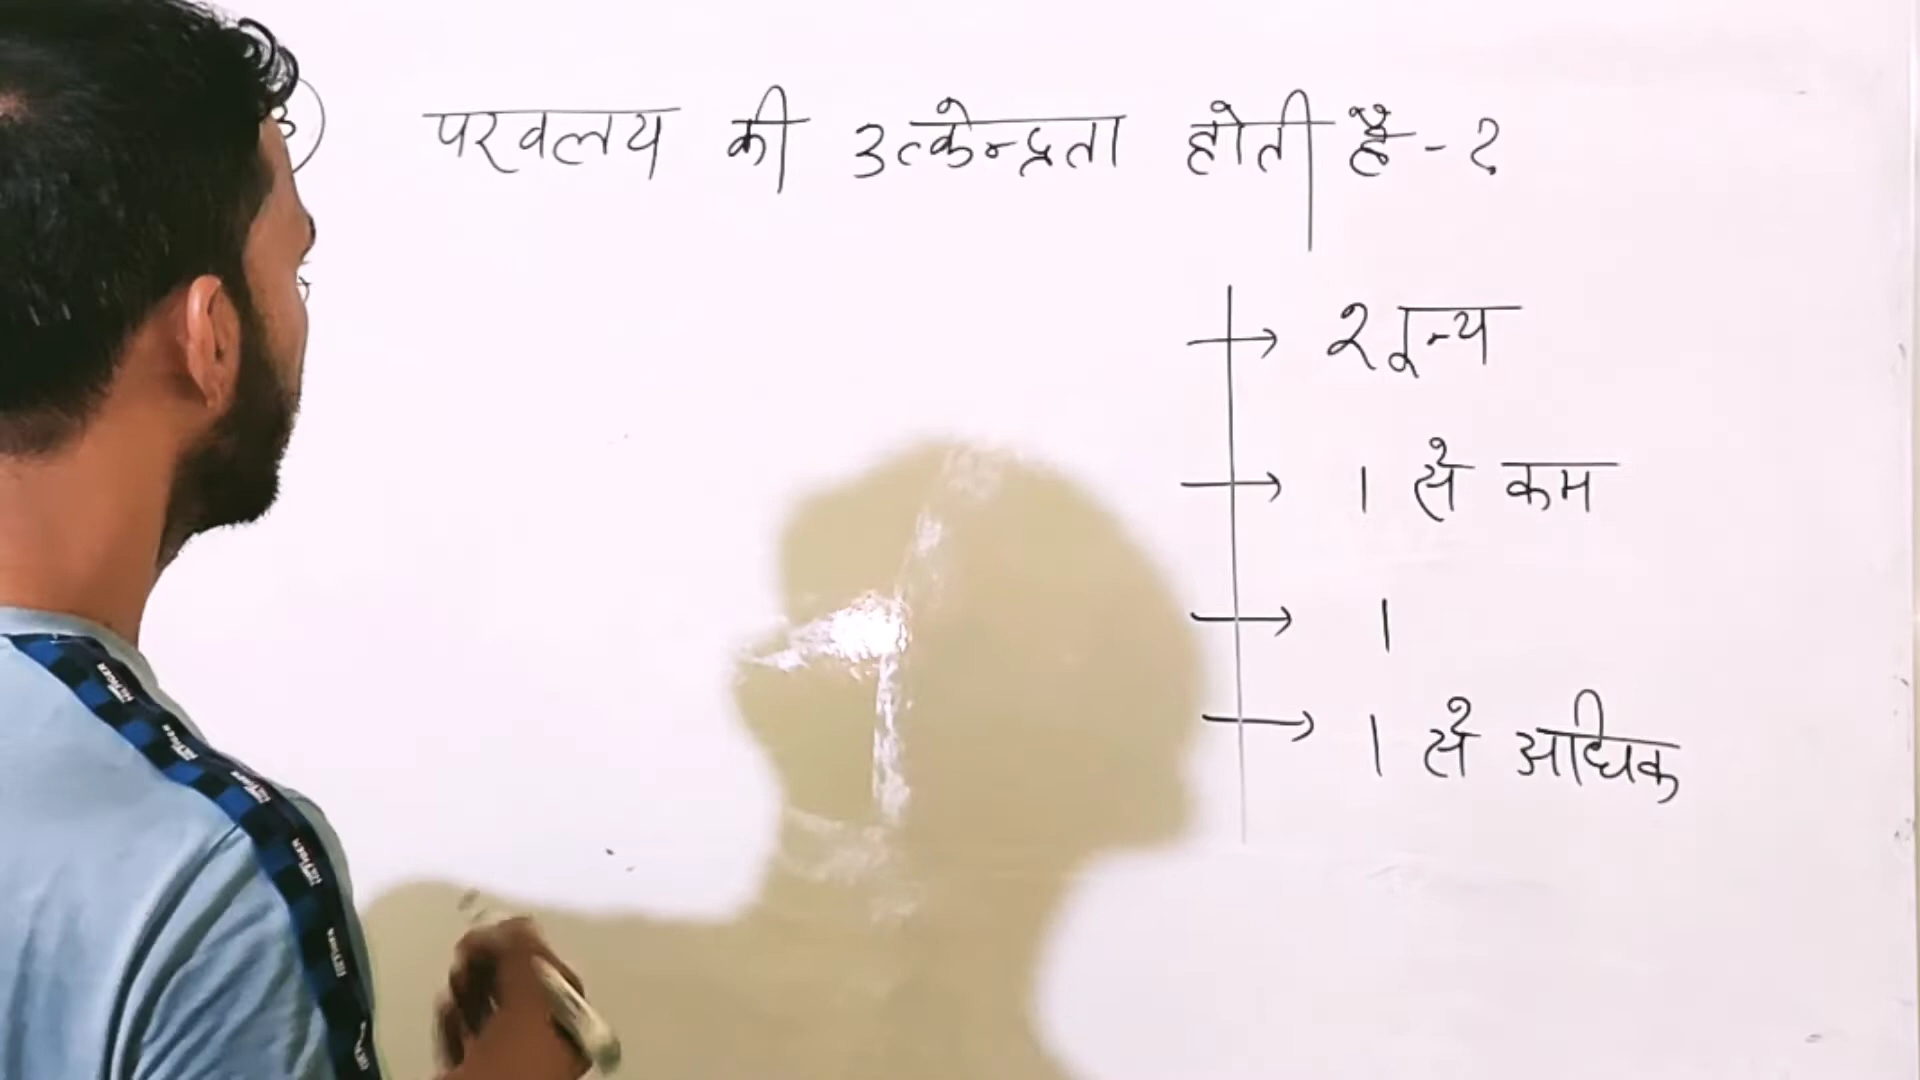 परवलय की उत्केन्द्रता होती है - ?
शून्य
1 से कम
1
1 से अधिक